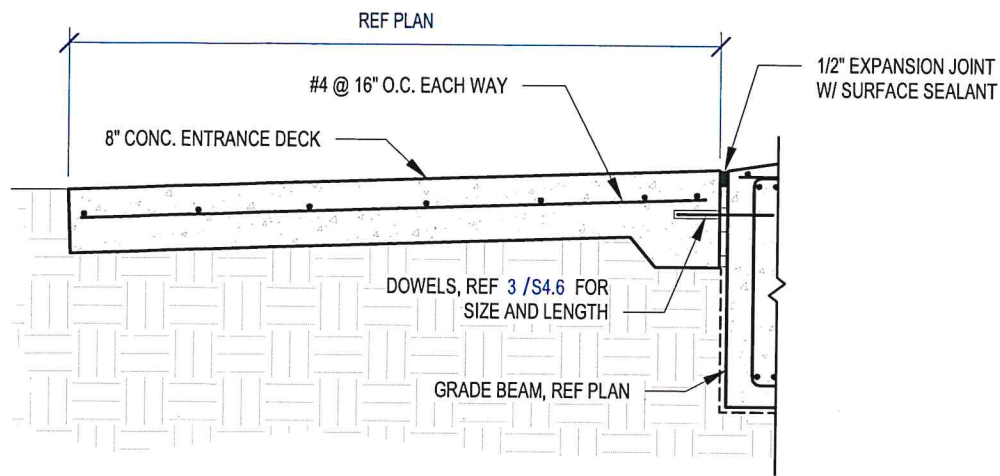 REF PLAN
#4 @ 16" O.C. EACH WAY
1/2" EXPANSION JOINT
W/ SURFACE SEALANT
8" CONC. ENTRANCE DECK
DOWELS, REF 3 /S4.6 FOR
SIZE AND LENGTH
GRADE BEAM, REF PLAN